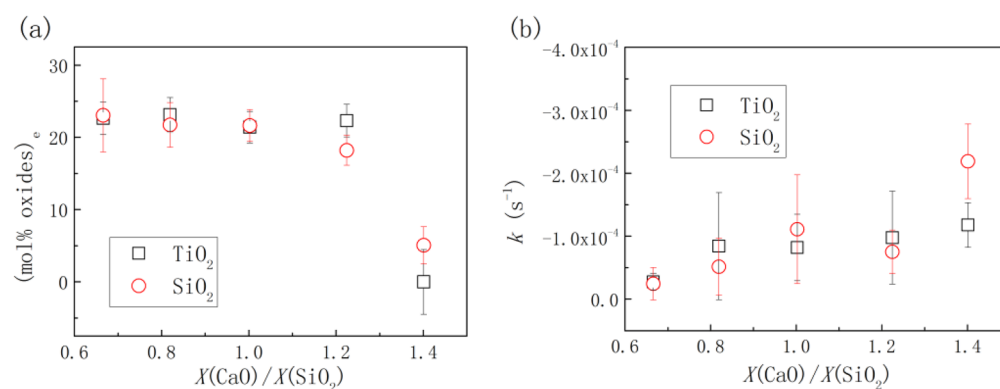 (a)
(mol% oxides)e
30
20
10
0
TiO2
SiO2
0.6
0.8
1.0
1.2
1.4
X(CaO)/X(SiO2)
(b)
k (s-1)
-4.0x10-4
-3.0x10-4
-2.0x10-4
-1.0x10-4
0.0
TiO2
SiO2
0.6
0.8
1.0
1.2
1.4
X(CaO)/X(SiO2)